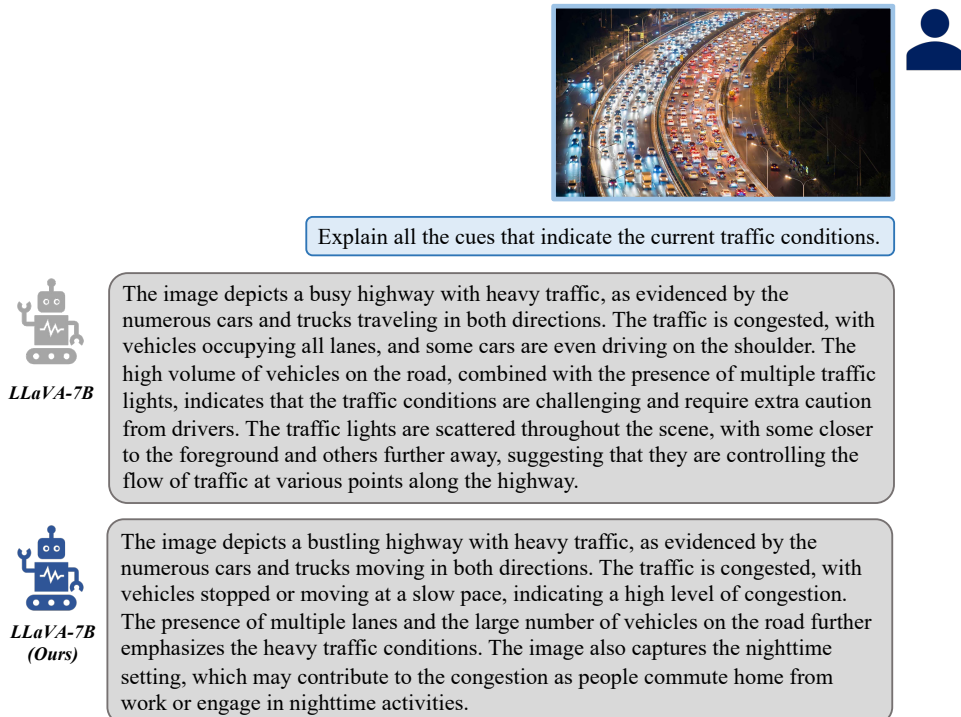 Explain all the cues that indicate the current traffic conditions.
LLaVA-7B
The image depicts a busy highway with heavy traffic, as evidenced by the
numerous cars and trucks traveling in both directions. The traffic is congested, with
vehicles occupying all lanes, and some cars are even driving on the shoulder. The
high volume of vehicles on the road, combined with the presence of multiple traffic
lights, indicates that the traffic conditions are challenging and require extra caution
from drivers. The traffic lights are scattered throughout the scene, with some closer
to the foreground and others further away, suggesting that they are controlling the
flow of traffic at various points along the highway.
LLaVA-7B
(Ours)
The image depicts a bustling highway with heavy traffic, as evidenced by the
numerous cars and trucks moving in both directions. The traffic is congested, with
vehicles stopped or moving at a slow pace, indicating a high level of congestion.
The presence of multiple lanes and the large number of vehicles on the road further
emphasizes the heavy traffic conditions. The image also captures the nighttime
setting, which may contribute to the congestion as people commute home from
work or engage in nighttime activities.